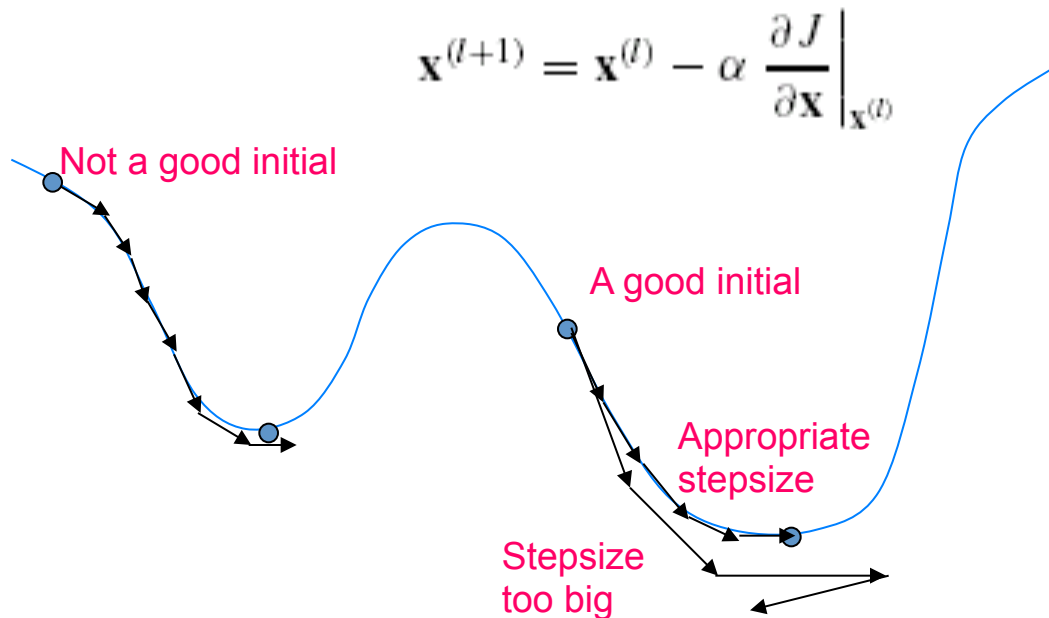 x^(l+1) = x^(l) − α ∂J/∂x |_x^(l)
Not a good initial
A good initial
Appropriate
stepsize
Stepsize
too big